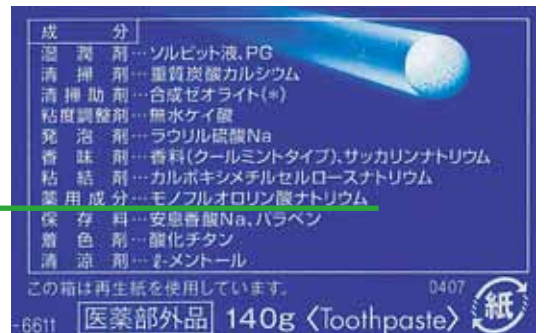 成分
湿潤剤…ソルビット液、PG
清掃剤…重質炭酸カルシウム
清掃助剤…合成ゼオライト(*)
粘度調整剤…無水ケイ酸
発泡剤…ラウリル硫酸Na
香味剤…香料(クールミントタイプ)、サッカリンナトリウム
粘結剤…カルボキシメチルセルロースナトリウム
薬用成分…モノフルオロリン酸ナトリウム
保存料…安息香酸Na、パラベン
着色剤…酸化チタン
清涼剤…ℓ-メントール
この箱は再生紙を使用しています。 0407
-6611 医薬部外品 140g〈Toothpaste〉 紙